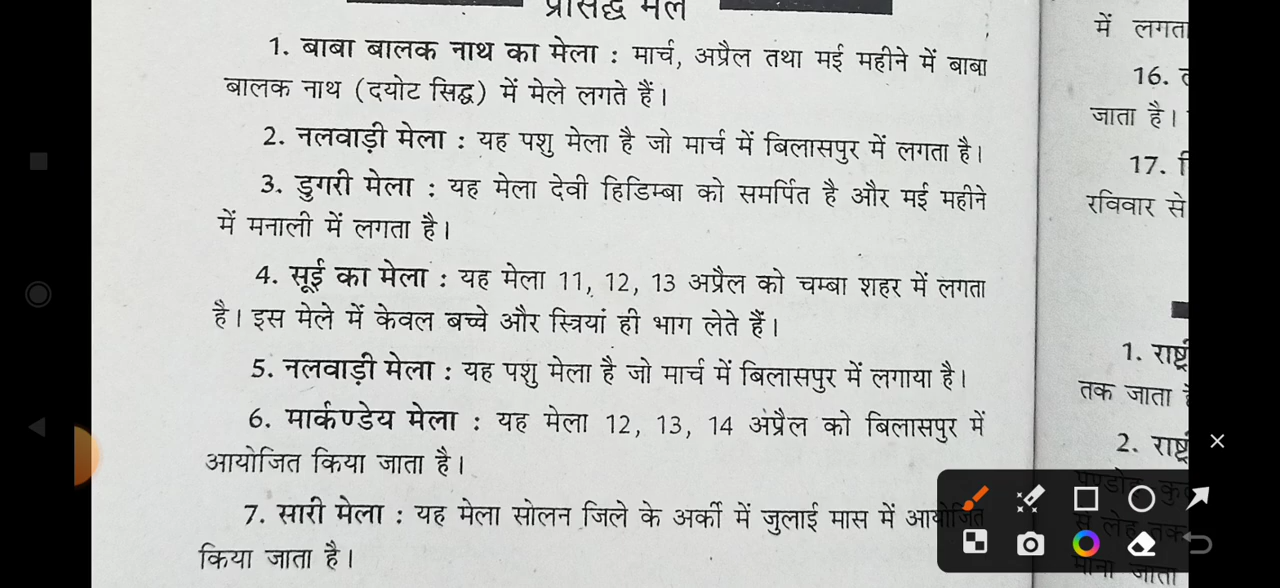 प्रसिद्ध मेले
1. बाबा बालक नाथ का मेला : मार्च, अप्रैल तथा मई महीने में बाबा
बालक नाथ (दयोट सिद्ध) में मेले लगते हैं।
2. नलवाड़ी मेला : यह पशु मेला है जो मार्च में बिलासपुर में लगता है।
3. डुगरी मेला : यह मेला देवी हिडिम्बा को समर्पित है और मई महीने
में मनाली में लगता है।
4. सूई का मेला : यह मेला 11, 12, 13 अप्रैल को चम्बा शहर में लगता
है। इस मेले में केवल बच्चे और स्त्रियां ही भाग लेते हैं।
5. नलवाड़ी मेला : यह पशु मेला है जो मार्च में बिलासपुर में लगाया है।
6. मार्कण्डेय मेला : यह मेला 12, 13, 14 अप्रैल को बिलासपुर में
आयोजित किया जाता है।
7. सारी मेला : यह मेला सोलन जिले के अर्की में जुलाई मास में आयोजित
किया जाता है।
में लगता
16.
जाता है।
17.
रविवार से
1. राष्ट्र
तक जाता
2. राष्ट्र
से लेह तक
माना जाता